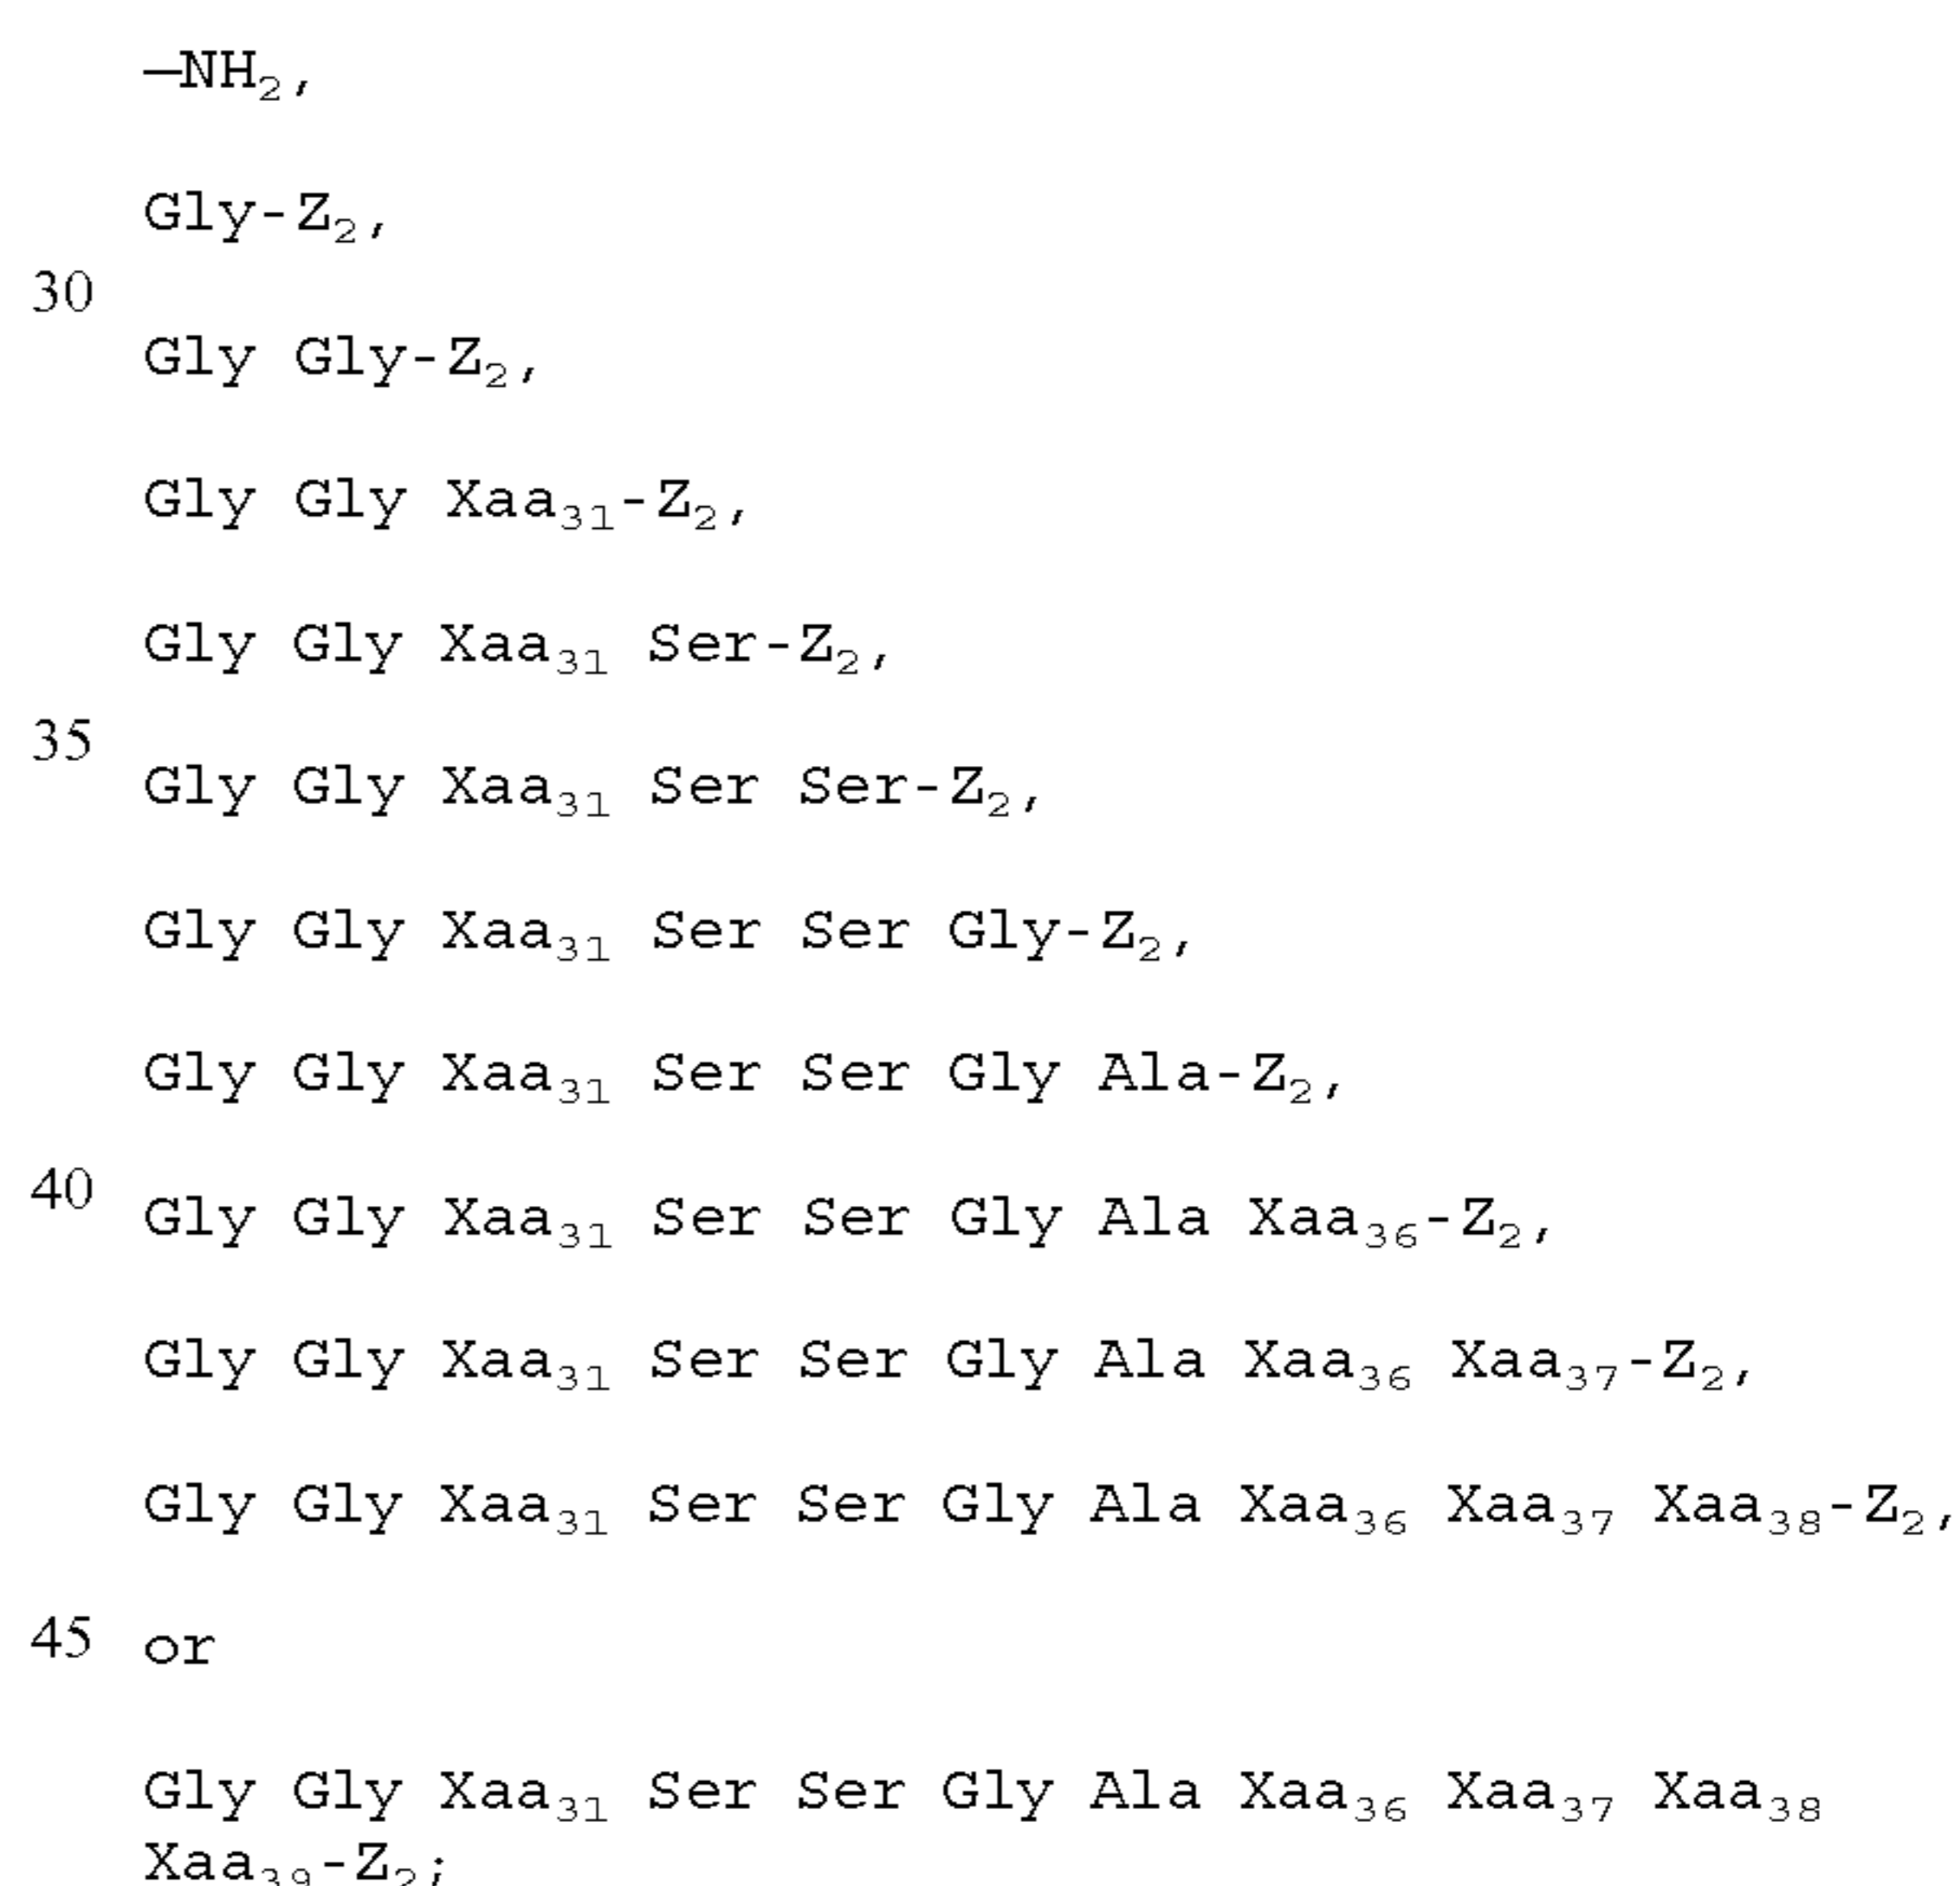 —NH₂,
Gly-Z₂,
30
Gly Gly-Z₂,
Gly Gly Xaa₃₁-Z₂,
Gly Gly Xaa₃₁ Ser-Z₂,
35
Gly Gly Xaa₃₁ Ser Ser-Z₂,
Gly Gly Xaa₃₁ Ser Ser Gly-Z₂,
Gly Gly Xaa₃₁ Ser Ser Gly Ala-Z₂,
40 Gly Gly Xaa₃₁ Ser Ser Gly Ala Xaa₃₆-Z₂,
Gly Gly Xaa₃₁ Ser Ser Gly Ala Xaa₃₆ Xaa₃₇-Z₂,
Gly Gly Xaa₃₁ Ser Ser Gly Ala Xaa₃₆ Xaa₃₇ Xaa₃₈-Z₂,
45 or
Gly Gly Xaa₃₁ Ser Ser Gly Ala Xaa₃₆ Xaa₃₇ Xaa₃₈
Xaa₃₉-Z₂;